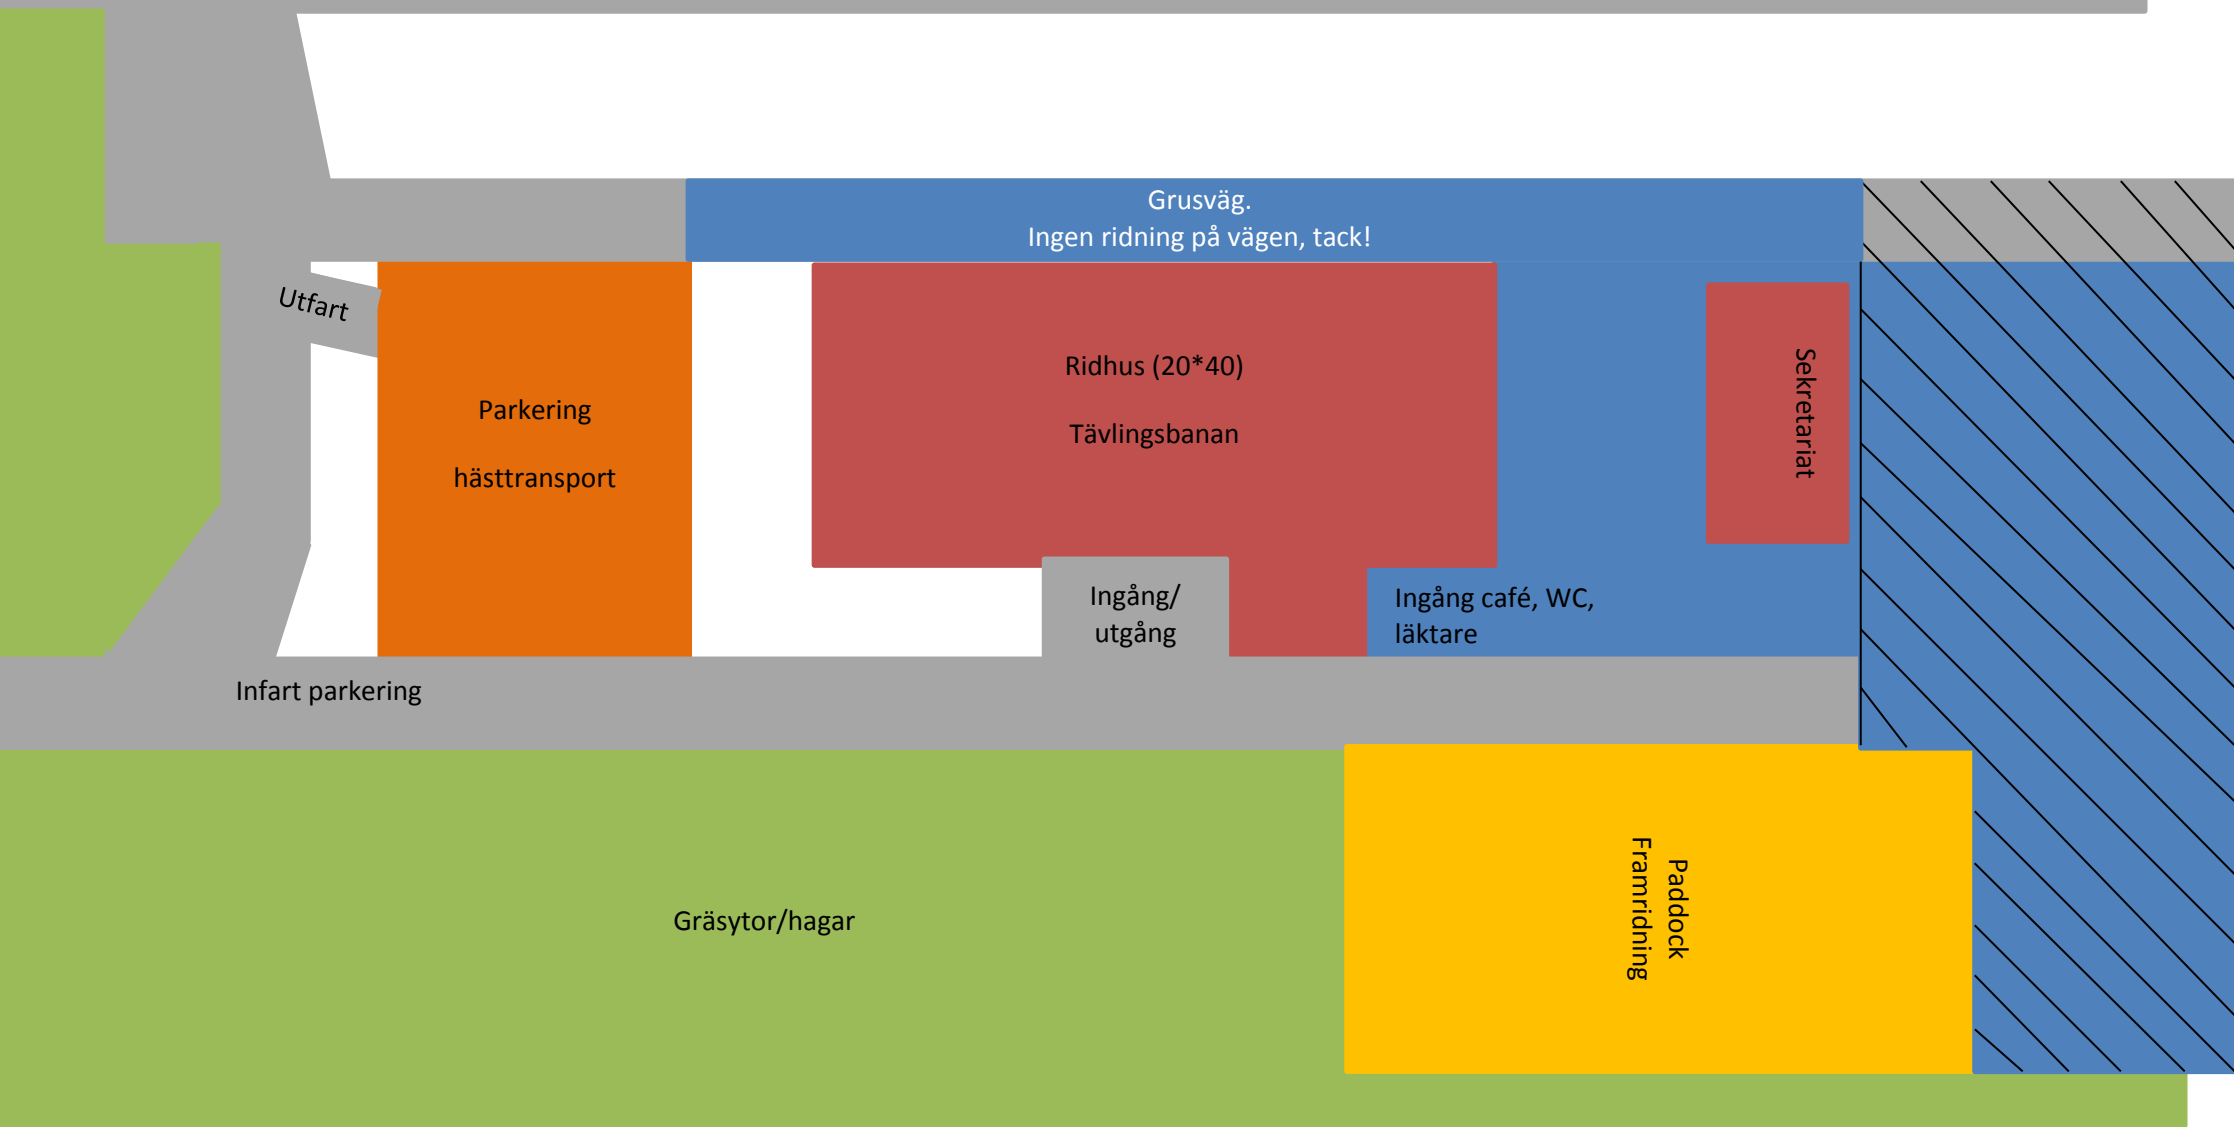 Grusväg.
Ingen ridning på vägen, tack!
Utfart
Parkering
hästtransport
Ridhus (20*40)
Tävlingsbanan
Sekretariat
Ingång/
utgång
Ingång café, WC,
läktare
Infart parkering
Gräsytor/hagar
Paddock
Framridning